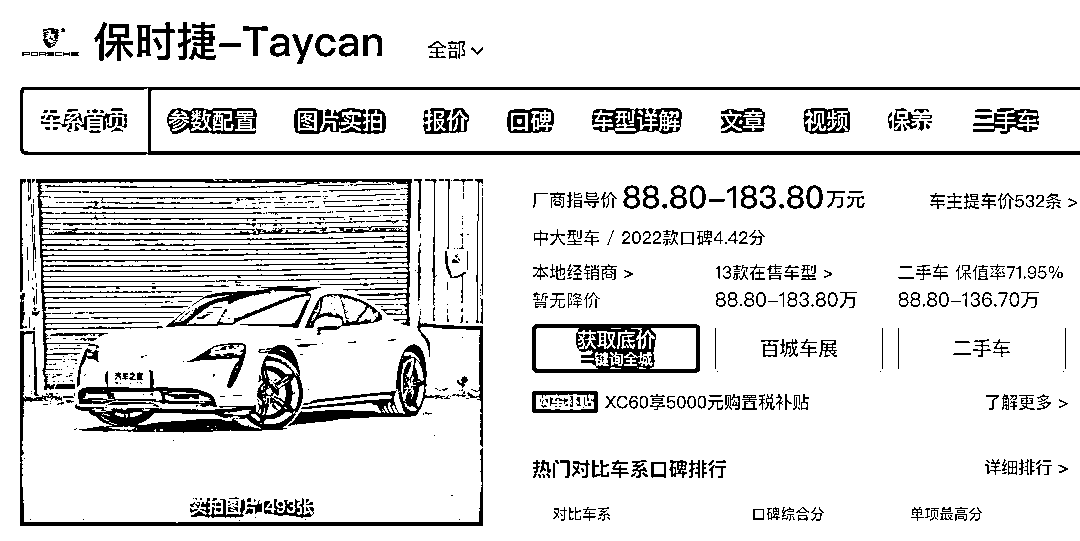 PORSCHE
保时捷-Taycan 全部
车系首页 参数配置 图片实拍 报价 口碑 车型详解 文章 视频 保养 二手车
厂商指导价 88.80-183.80万元 车主提车价532条 >
中大型车 / 2022款口碑4.42分
本地经销商 > 13款在售车型 > 二手车 保值率71.95%
暂无降价 88.80-183.80万 88.80-136.70万
获取底价 百城车展 二手车
一键询全城
汽车之家
XC60享5000元购置税补贴 了解更多 >
热门对比车系口碑排行 详细排行 >
实拍图片1493张
对比车系 口碑综合分 单项最高分